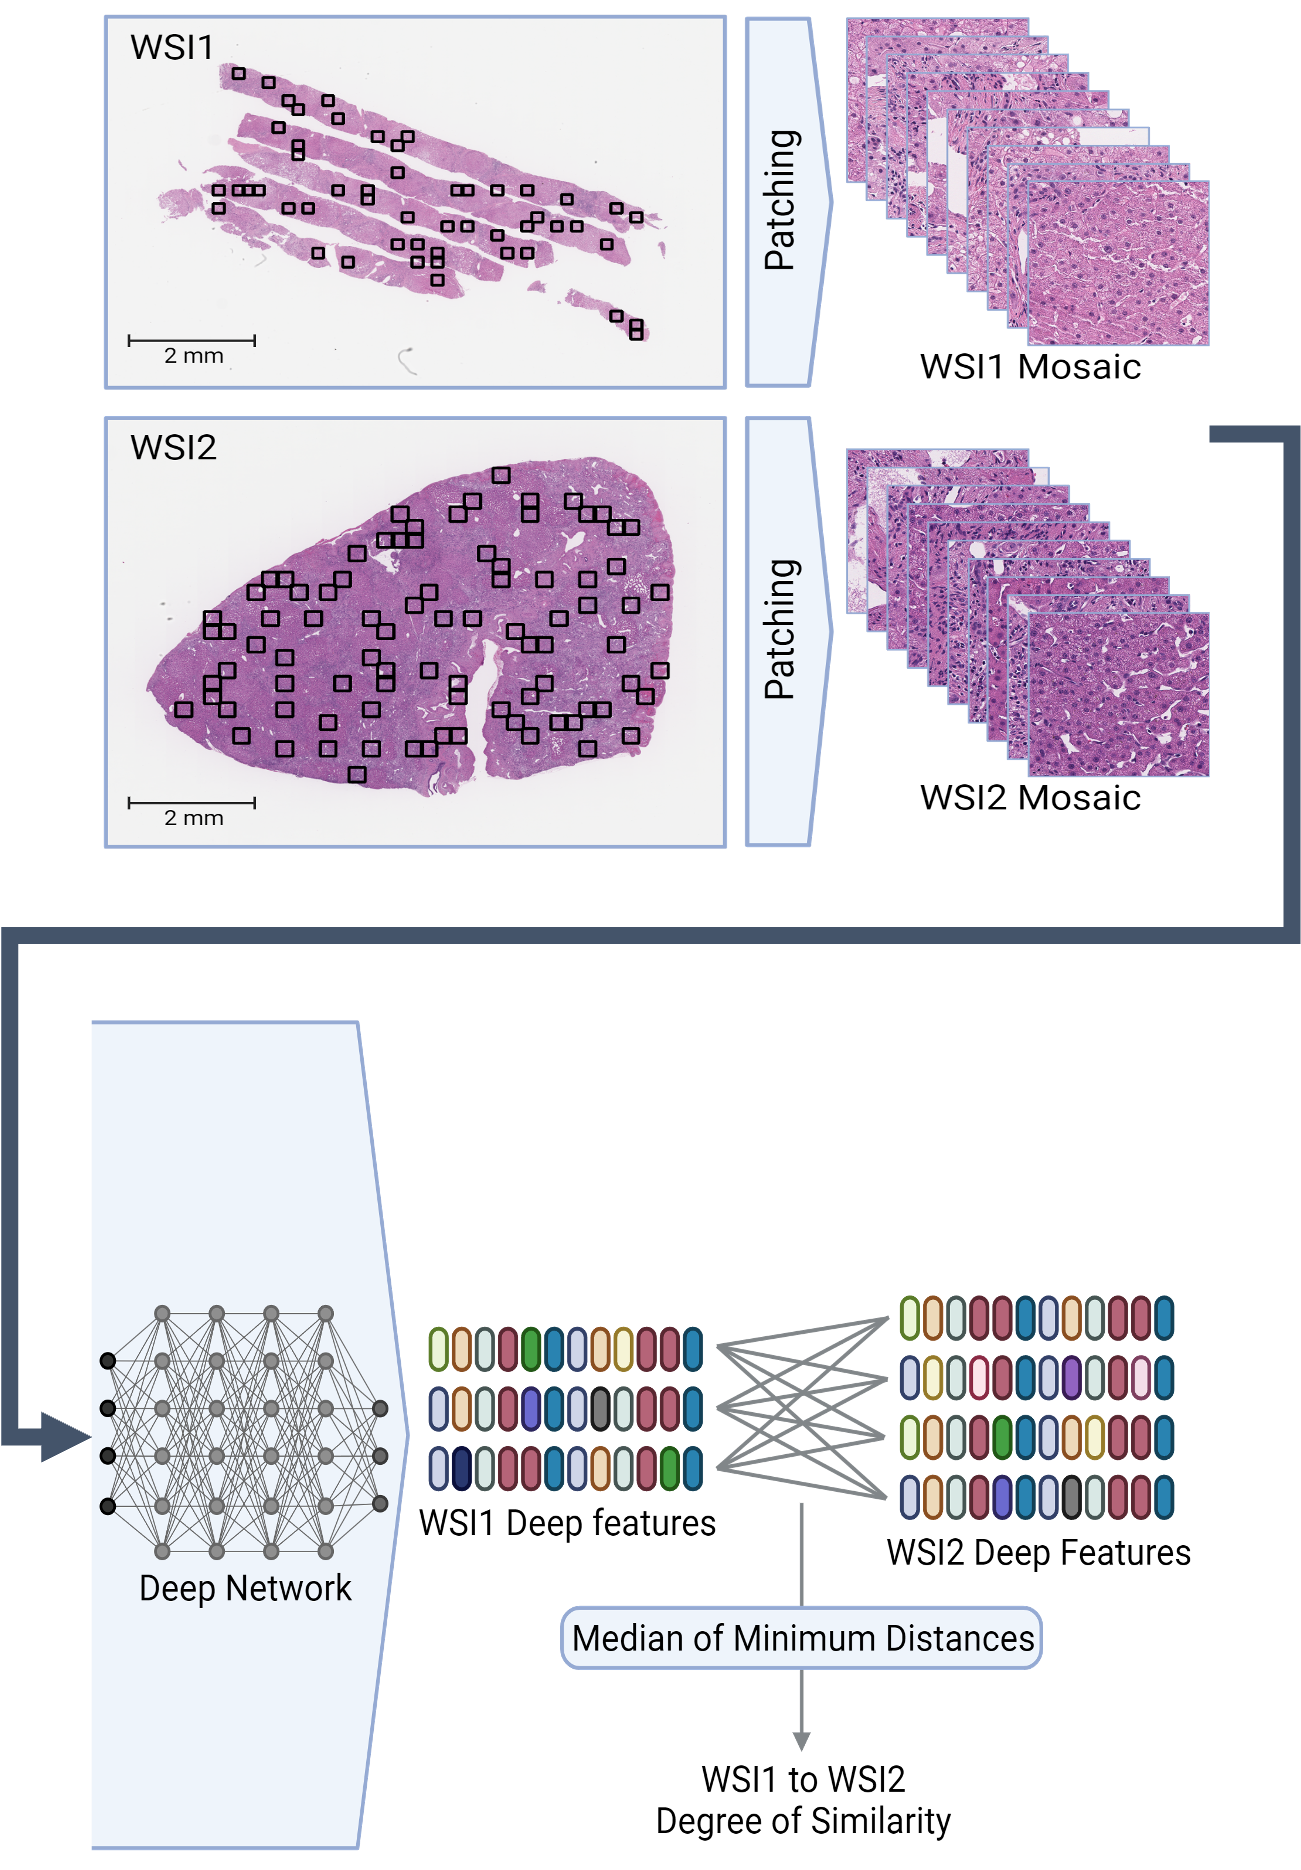 WSI1
2 mm
Patching
WSI1 Mosaic
WSI2
2 mm
Patching
WSI2 Mosaic
Deep Network
WSI1 Deep features
WSI2 Deep Features
Median of Minimum Distances
WSI1 to WSI2
Degree of Similarity